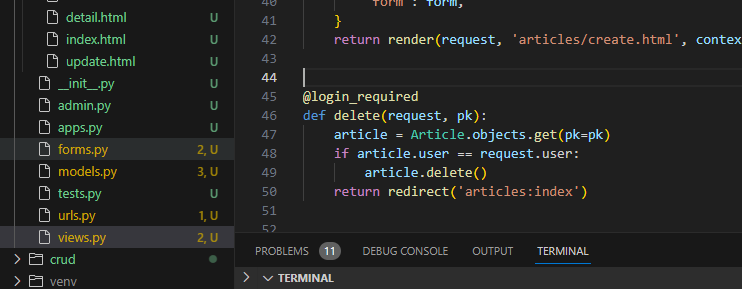 detail.html U
index.html U
update.html U
__init__.py U
admin.py U
apps.py U
forms.py 2, U
models.py 3, U
tests.py U
urls.py 1, U
views.py 2, U
crud
venv
40 'form': form,
41 }
42 return render(request, 'articles/create.html', contex
44
45 @login_required
46 def delete(request, pk):
47 article = Article.objects.get(pk=pk)
48 if article.user == request.user:
49 article.delete()
50 return redirect('articles:index')
51
52
PROBLEMS 11 DEBUG CONSOLE OUTPUT TERMINAL
TERMINAL